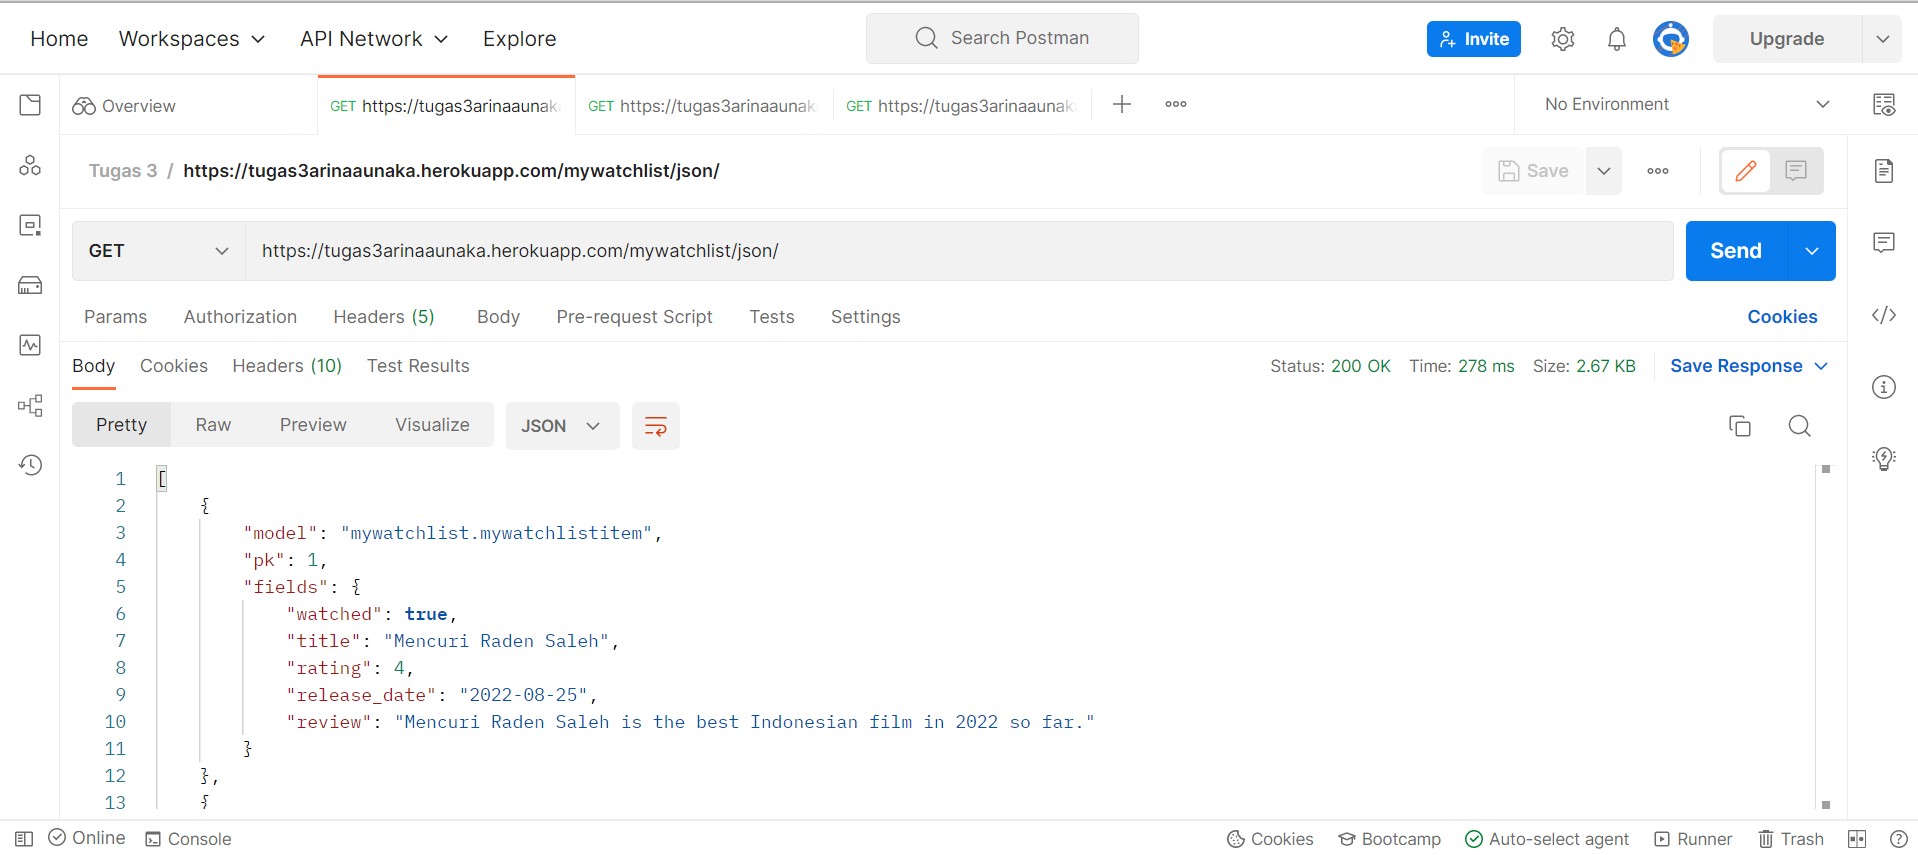 Home Workspaces API Network Explore Search Postman Invite Upgrade
Overview GET https://tugas3arinaaunak GET https://tugas3arinaaunak GET https://tugas3arinaaunak No Environment
Tugas 3 / https://tugas3arinaaunaka.herokuapp.com/mywatchlist/json/ Save
GET https://tugas3arinaaunaka.herokuapp.com/mywatchlist/json/ Send
Params Authorization Headers (5) Body Pre-request Script Tests Settings Cookies
Body Cookies Headers (10) Test Results Status: 200 OK Time: 278 ms Size: 2.67 KB Save Response
Pretty Raw Preview Visualize JSON
1 [
2 {
3 "model": "mywatchlist.mywatchlistitem",
4 "pk": 1,
5 "fields": {
6 "watched": true,
7 "title": "Mencuri Raden Saleh",
8 "rating": 4,
9 "release_date": "2022-08-25",
10 "review": "Mencuri Raden Saleh is the best Indonesian film in 2022 so far."
11 }
12 },
13 {
Online Console Cookies Bootcamp Auto-select agent Runner Trash